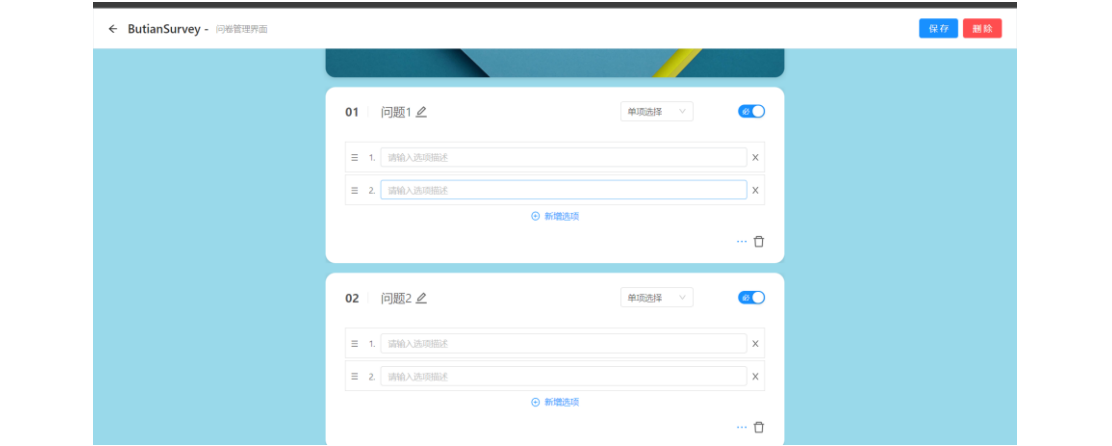 ButianSurvey - 问卷管理界面
保存 删除
01 问题1 单项选择 必
1. 请输入选项描述 X
2. 请输入选项描述 X
新增选项
...
02 问题2 单项选择 必
1. 请输入选项描述 X
2. 请输入选项描述 X
新增选项
...